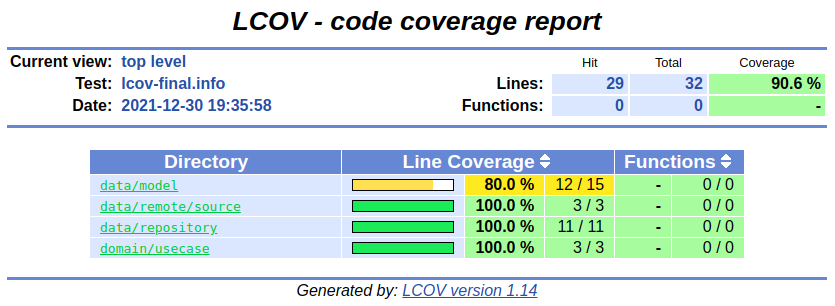 LCOV - code coverage report
Current view: top level Hit Total Coverage
Test: lcov-final.info Lines: 29 32 90.6 %
Date: 2021-12-30 19:35:58 Functions: 0 0 -
Directory Line Coverage Functions
data/model 80.0 % 12 / 15 - 0 / 0
data/remote/source 100.0 % 3 / 3 - 0 / 0
data/repository 100.0 % 11 / 11 - 0 / 0
domain/usecase 100.0 % 3 / 3 - 0 / 0
Generated by: LCOV version 1.14